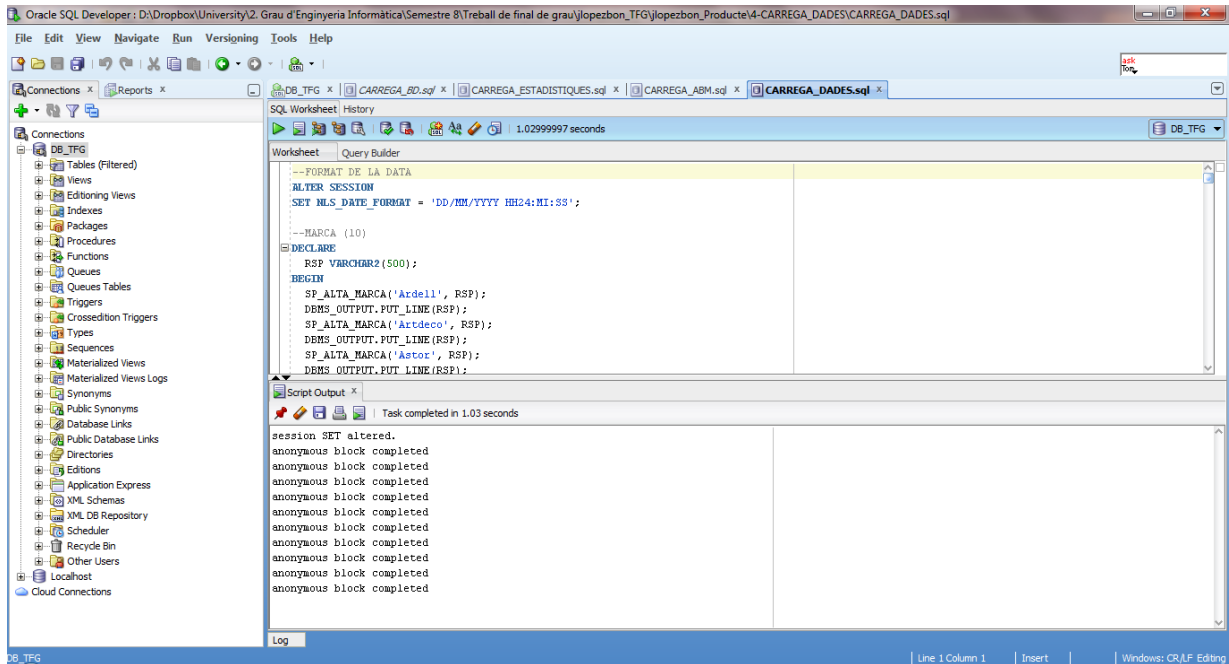 Oracle SQL Developer : D:\Dropbox\University\2. Grau d'Enginyeria Informàtica\Semestre 8\Treball de final de grau\jlopezbon_TFG\jlopezbon_Producte\4-CARREGA_DADES\CARREGA_DADES.sql
File Edit View Navigate Run Versioning Tools Help
ask
Tom
Connections Reports
DB_TFG CARREGA_BD.sql CARREGA_ESTADISTIQUES.sql CARREGA_ABM.sql CARREGA_DADES.sql
SQL Worksheet History
1.02999997 seconds
DB_TFG
Worksheet Query Builder
Connections
DB_TFG
Tables (Filtered)
Views
Editioning Views
Indexes
Packages
Procedures
Functions
Queues
Queues Tables
Triggers
Crossedition Triggers
Types
Sequences
Materialized Views
Materialized Views Logs
Synonyms
Public Synonyms
Database Links
Public Database Links
Directories
Editions
Application Express
XML Schemas
XML DB Repository
Scheduler
Recycle Bin
Other Users
Localhost
Cloud Connections
--FORMAT DE LA DATA
ALTER SESSION
SET NLS_DATE_FORMAT = 'DD/MM/YYYY HH24:MI:SS';
--MARCA (10)
DECLARE
RSP VARCHAR2(500);
BEGIN
SP_ALTA_MARCA('Ardell', RSP);
DBMS_OUTPUT.PUT_LINE(RSP);
SP_ALTA_MARCA('Artdeco', RSP);
DBMS_OUTPUT.PUT_LINE(RSP);
SP_ALTA_MARCA('Astor', RSP);
DBMS_OUTPUT.PUT_LINE(RSP);
Script Output
Task completed in 1.03 seconds
session SET altered.
anonymous block completed
anonymous block completed
anonymous block completed
anonymous block completed
anonymous block completed
anonymous block completed
anonymous block completed
anonymous block completed
anonymous block completed
anonymous block completed
Log
DB_TFG
Line 1 Column 1 Insert Windows: CR/LF Editing